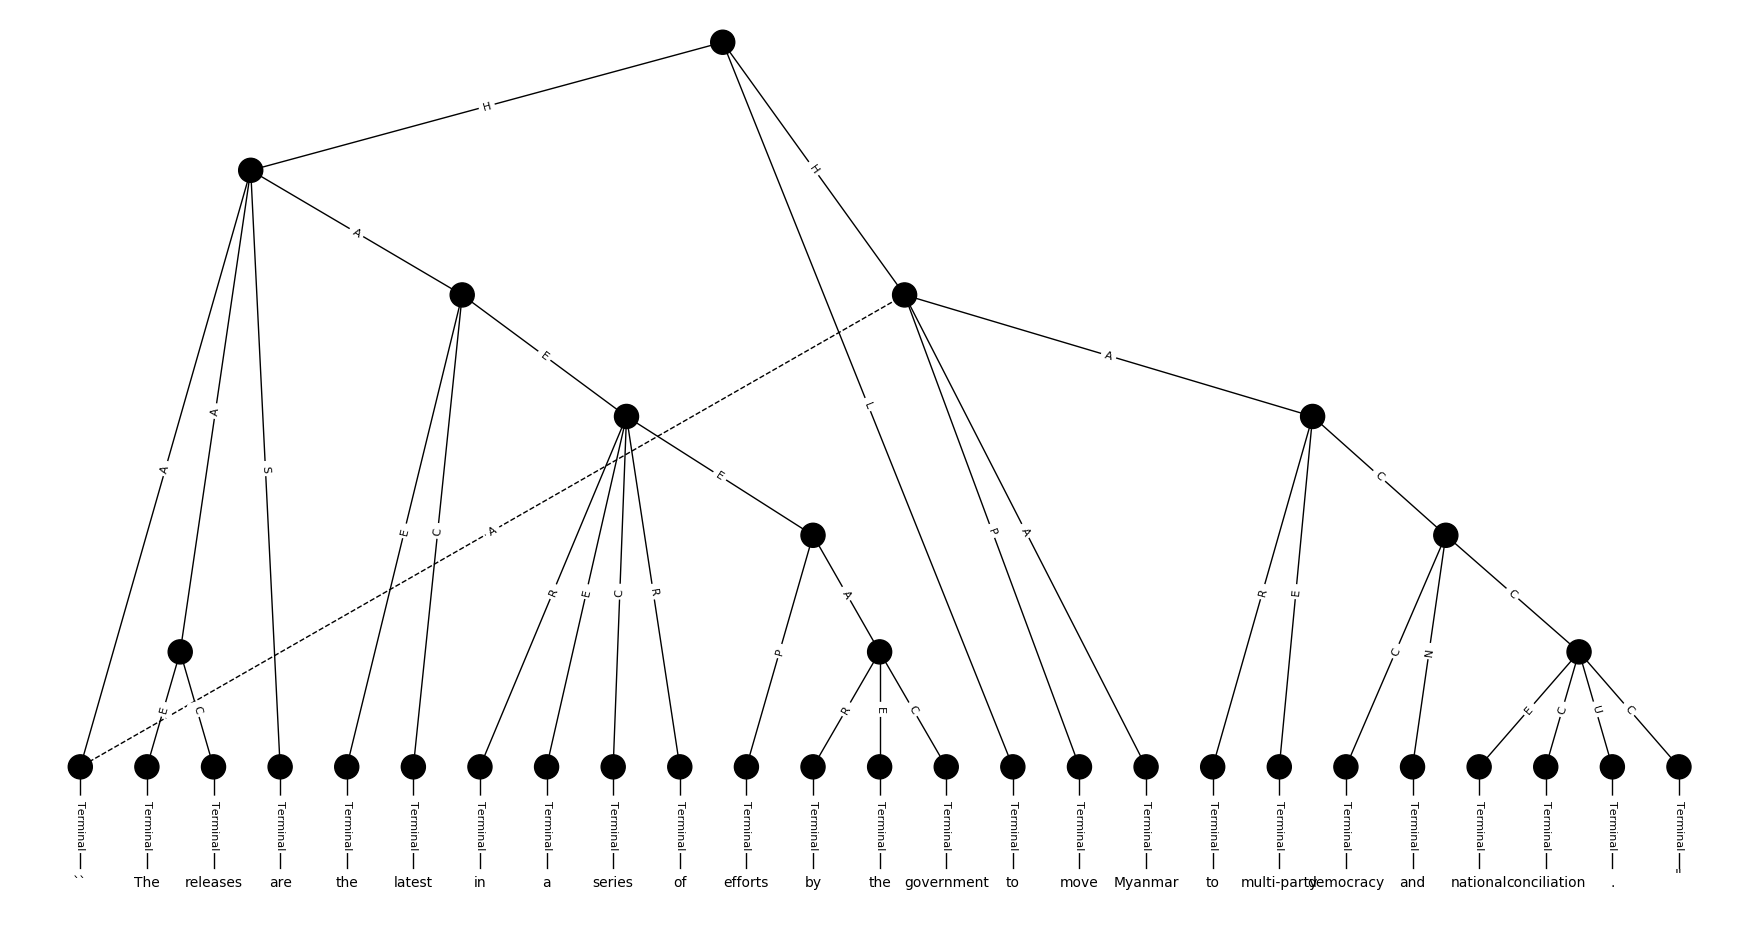 H
H
A
A
E
L
A
A
S
E
C
A
E
C
P
A
R
E
C
R
A
R
E
P
A
C
N
C
E
C
R
E
C
E
C
U
C
Terminal Terminal Terminal Terminal Terminal Terminal Terminal Terminal Terminal Terminal Terminal Terminal Terminal Terminal Terminal Terminal Terminal Terminal Terminal Terminal Terminal Terminal Terminal Terminal Terminal
`` The releases are the latest in a series of efforts by the government to move Myanmar to multi-party democracy and national conciliation . "